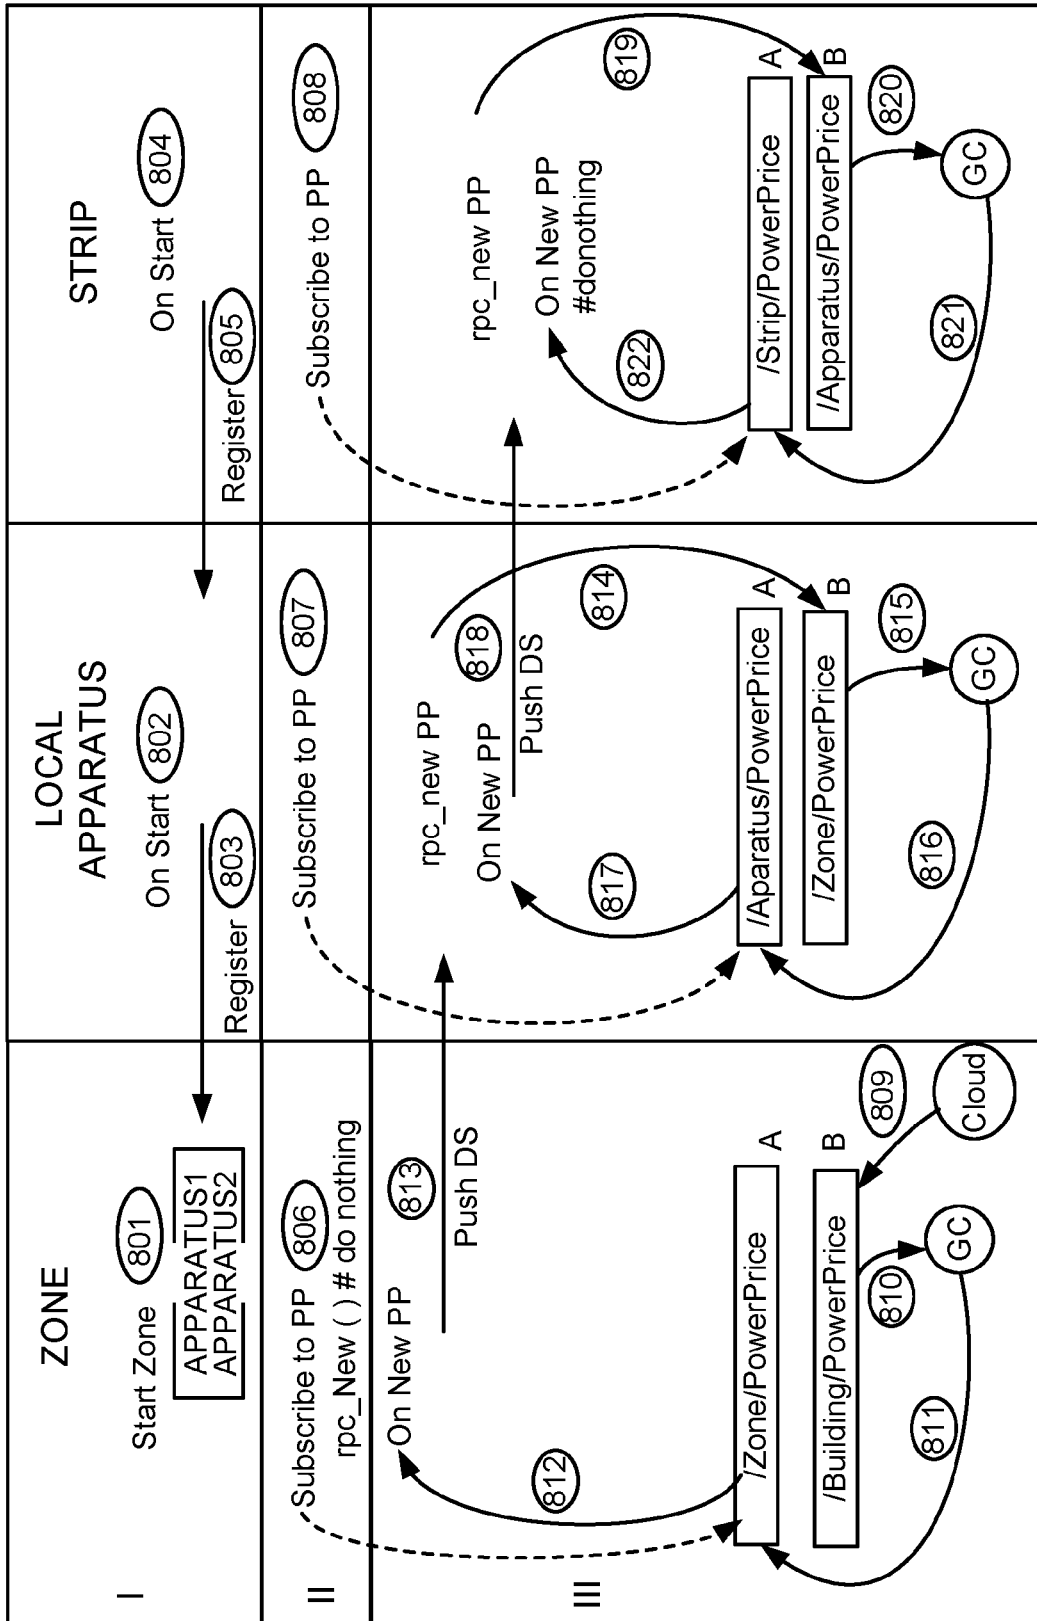 I
ZONE
Start Zone
801
APPARATUS1
APPARATUS2
LOCAL
APPARATUS
On Start
802
Register
803
STRIP
On Start
804
Register
805
II
Subscribe to PP
806
rpc_New ( ) # do nothing
Subscribe to PP
807
Subscribe to PP
808
III
On New PP
813
Push DS
812
/Zone/PowerPrice
A
/Building/PowerPrice
B
809
810
GC
Cloud
811
rpc_new PP
On New PP
818
Push DS
814
817
/Aparatus/PowerPrice
A
/Zone/PowerPrice
B
815
GC
816
rpc_new PP
On New PP
#donothing
819
822
/Strip/PowerPrice
A
/Apparatus/PowerPrice
B
820
GC
821